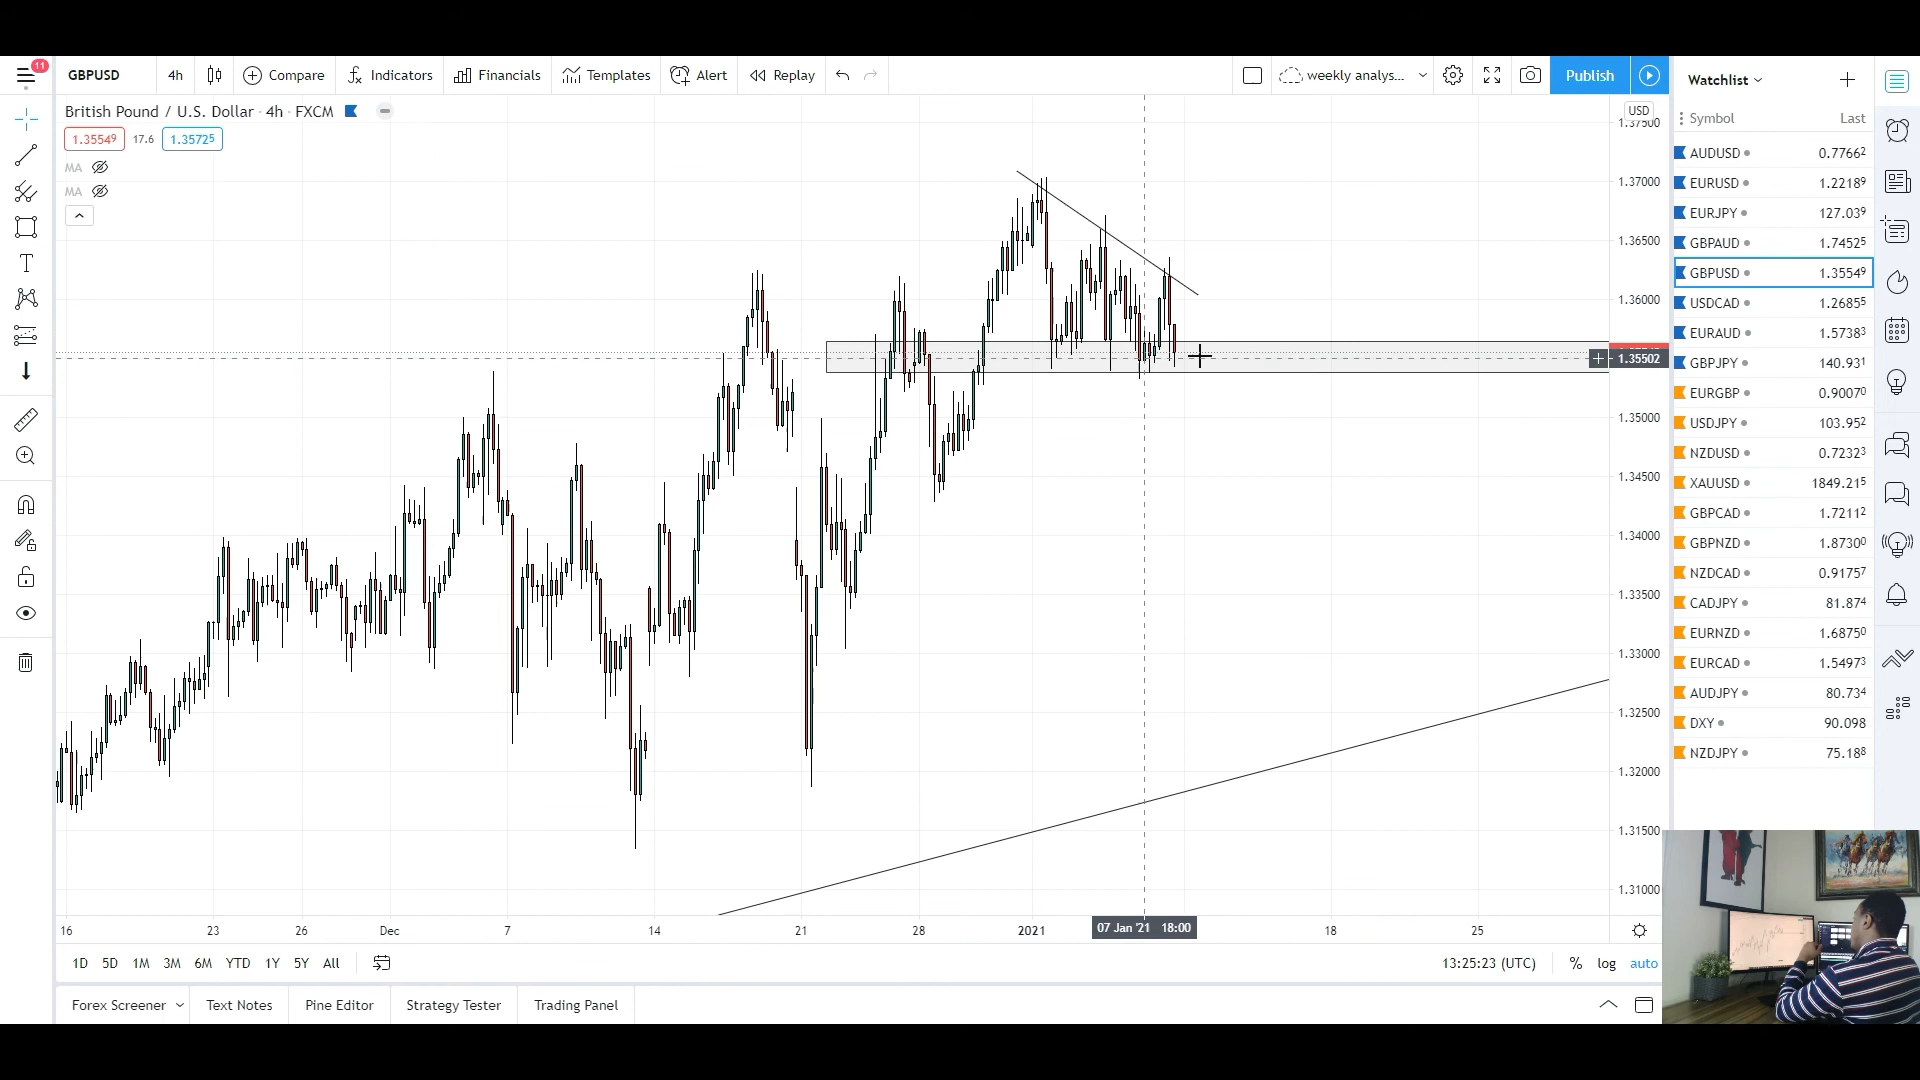 11
GBPUSD 4h Compare Indicators Financials Templates Alert Replay weekly analys... Publish
British Pound / U.S. Dollar · 4h · FXCM
1.35549 17.6 1.35725
MA
MA
USD
1.37500
1.37000
1.36500
1.36000
1.35502
1.35000
1.34500
1.34000
1.33500
1.33000
1.32500
1.32000
1.31500
1.31000
16 23 26 Dec 7 14 21 28 2021 07 Jan '21 18:00 18 25
1D 5D 1M 3M 6M YTD 1Y 5Y All 13:25:23 (UTC) % log auto
Forex Screener Text Notes Pine Editor Strategy Tester Trading Panel
Watchlist
Symbol Last
AUDUSD 0.77662
EURUSD 1.22189
EURJPY 127.039
GBPAUD 1.74525
GBPUSD 1.35549
USDCAD 1.26855
EURAUD 1.57383
GBPJPY 140.931
EURGBP 0.90070
USDJPY 103.952
NZDUSD 0.72323
XAUUSD 1849.215
GBPCAD 1.72112
GBPNZD 1.87300
NZDCAD 0.91757
CADJPY 81.874
EURNZD 1.68750
EURCAD 1.54973
AUDJPY 80.734
DXY 90.098
NZDJPY 75.188